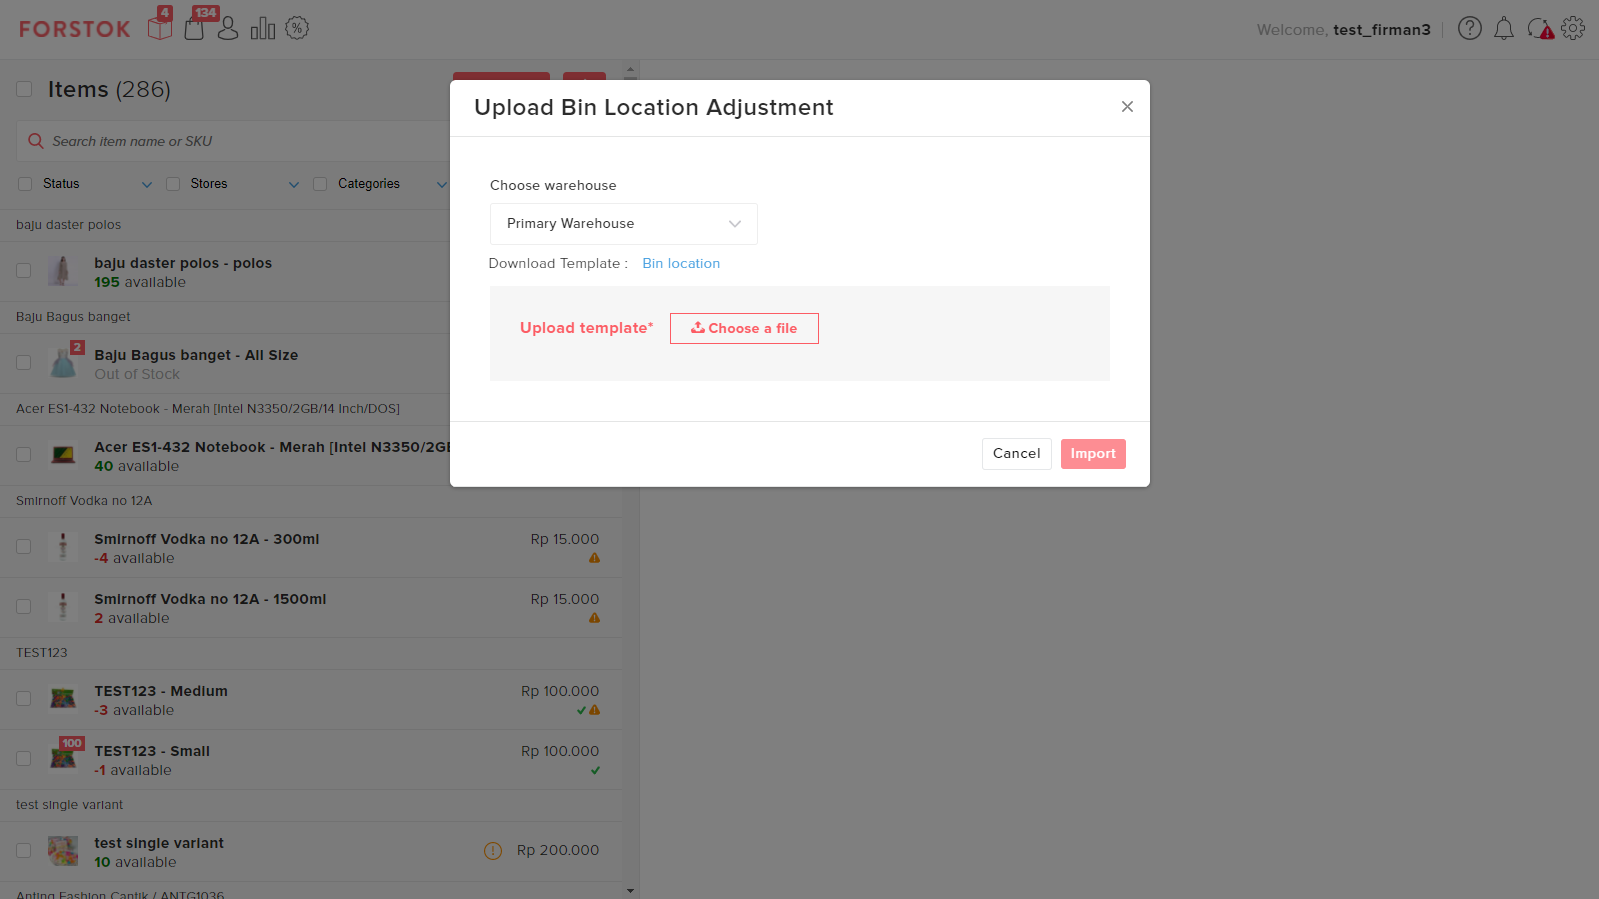 FORSTOK
4
134
Welcome, test_firman3
Items (286)
Search item name or SKU
Status
Stores
Categories
baju daster polos
baju daster polos - polos
195 available
Baju Bagus banget
2
Baju Bagus banget - All Size
Out of Stock
Acer ES1-432 Notebook - Merah [Intel N3350/2GB/14 Inch/DOS]
Acer ES1-432 Notebook - Merah [Intel N3350/2GB
40 available
Smirnoff Vodka no 12A
Smirnoff Vodka no 12A - 300ml
Rp 15.000
-4 available
Smirnoff Vodka no 12A - 1500ml
Rp 15.000
2 available
TEST123
TEST123 - Medium
Rp 100.000
-3 available
100
TEST123 - Small
Rp 100.000
-1 available
test single variant
test single variant
Rp 200.000
10 available
Anting Fashion Cantik / ANTG1036
Upload Bin Location Adjustment
Choose warehouse
Primary Warehouse
Download Template : Bin location
Upload template*
Choose a file
Cancel
Import